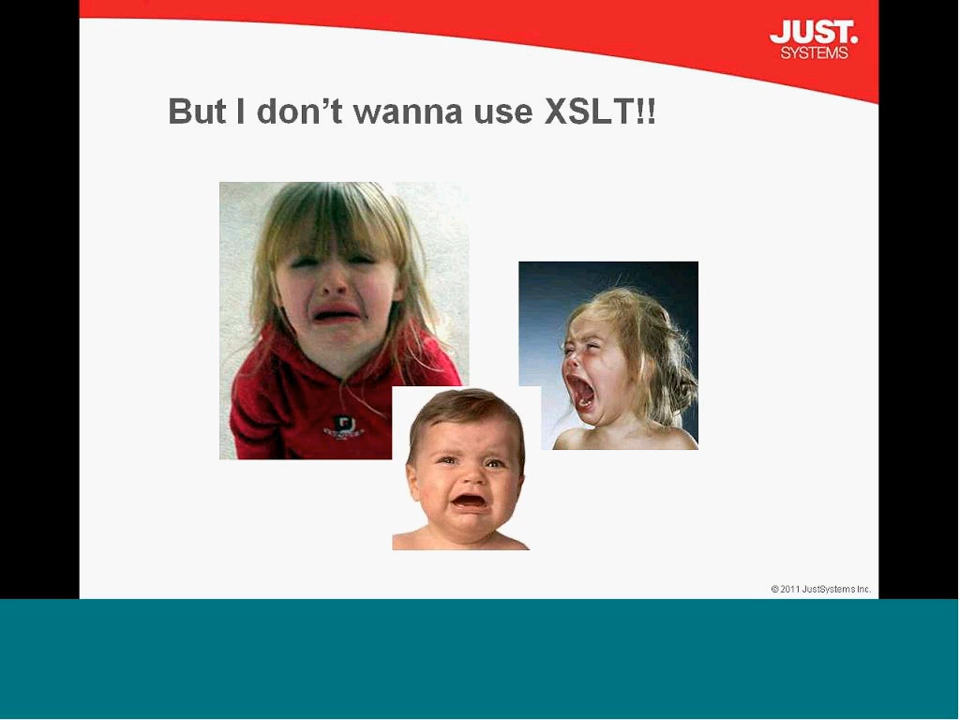 JUST.
SYSTEMS
But I don't wanna use XSLT!!
© 2011 JustSystems Inc.